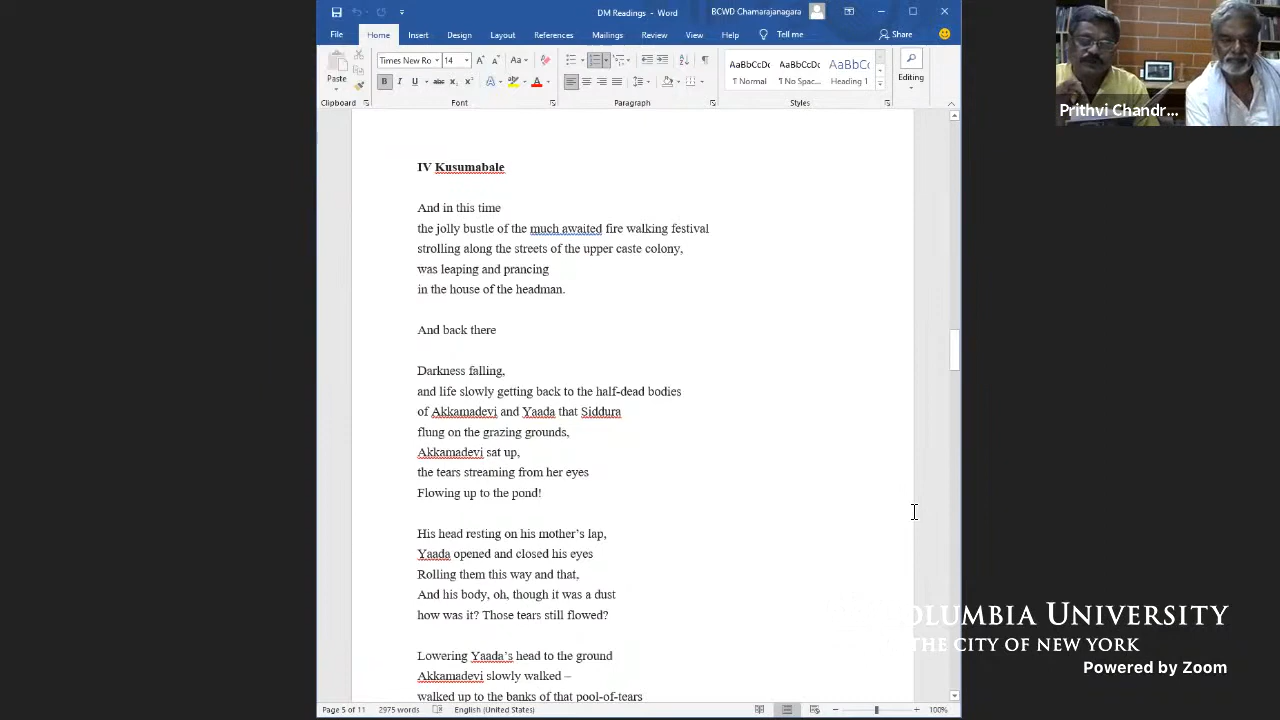 DM Readings - Word
BCWD Chamarajanagara
File Home Insert Design Layout References Mailings Review View Help Tell me Share
Paste
Times New Ro 14
AaBbCcDc AaBbCcDc AaBbCc
¶ Normal ¶ No Spac... Heading 1
Editing
Clipboard Font Paragraph Styles
IV Kusumabale
And in this time
the jolly bustle of the much awaited fire walking festival
strolling along the streets of the upper caste colony,
was leaping and prancing
in the house of the headman.
And back there
Darkness falling,
and life slowly getting back to the half-dead bodies
of Akkamadevi and Yaada that Siddura
flung on the grazing grounds,
Akkamadevi sat up,
the tears streaming from her eyes
Flowing up to the pond!
His head resting on his mother's lap,
Yaada opened and closed his eyes
Rolling them this way and that,
And his body, oh, though it was a dust
how was it? Those tears still flowed?
Lowering Yaada's head to the ground
Akkamadevi slowly walked –
walked up to the banks of that pool-of-tears
Page 5 of 11 2975 words English (United States) 100%
Prithvi Chandr...
OLUMBIA UNIVERSITY
THE CITY OF NEW YORK
Powered by Zoom